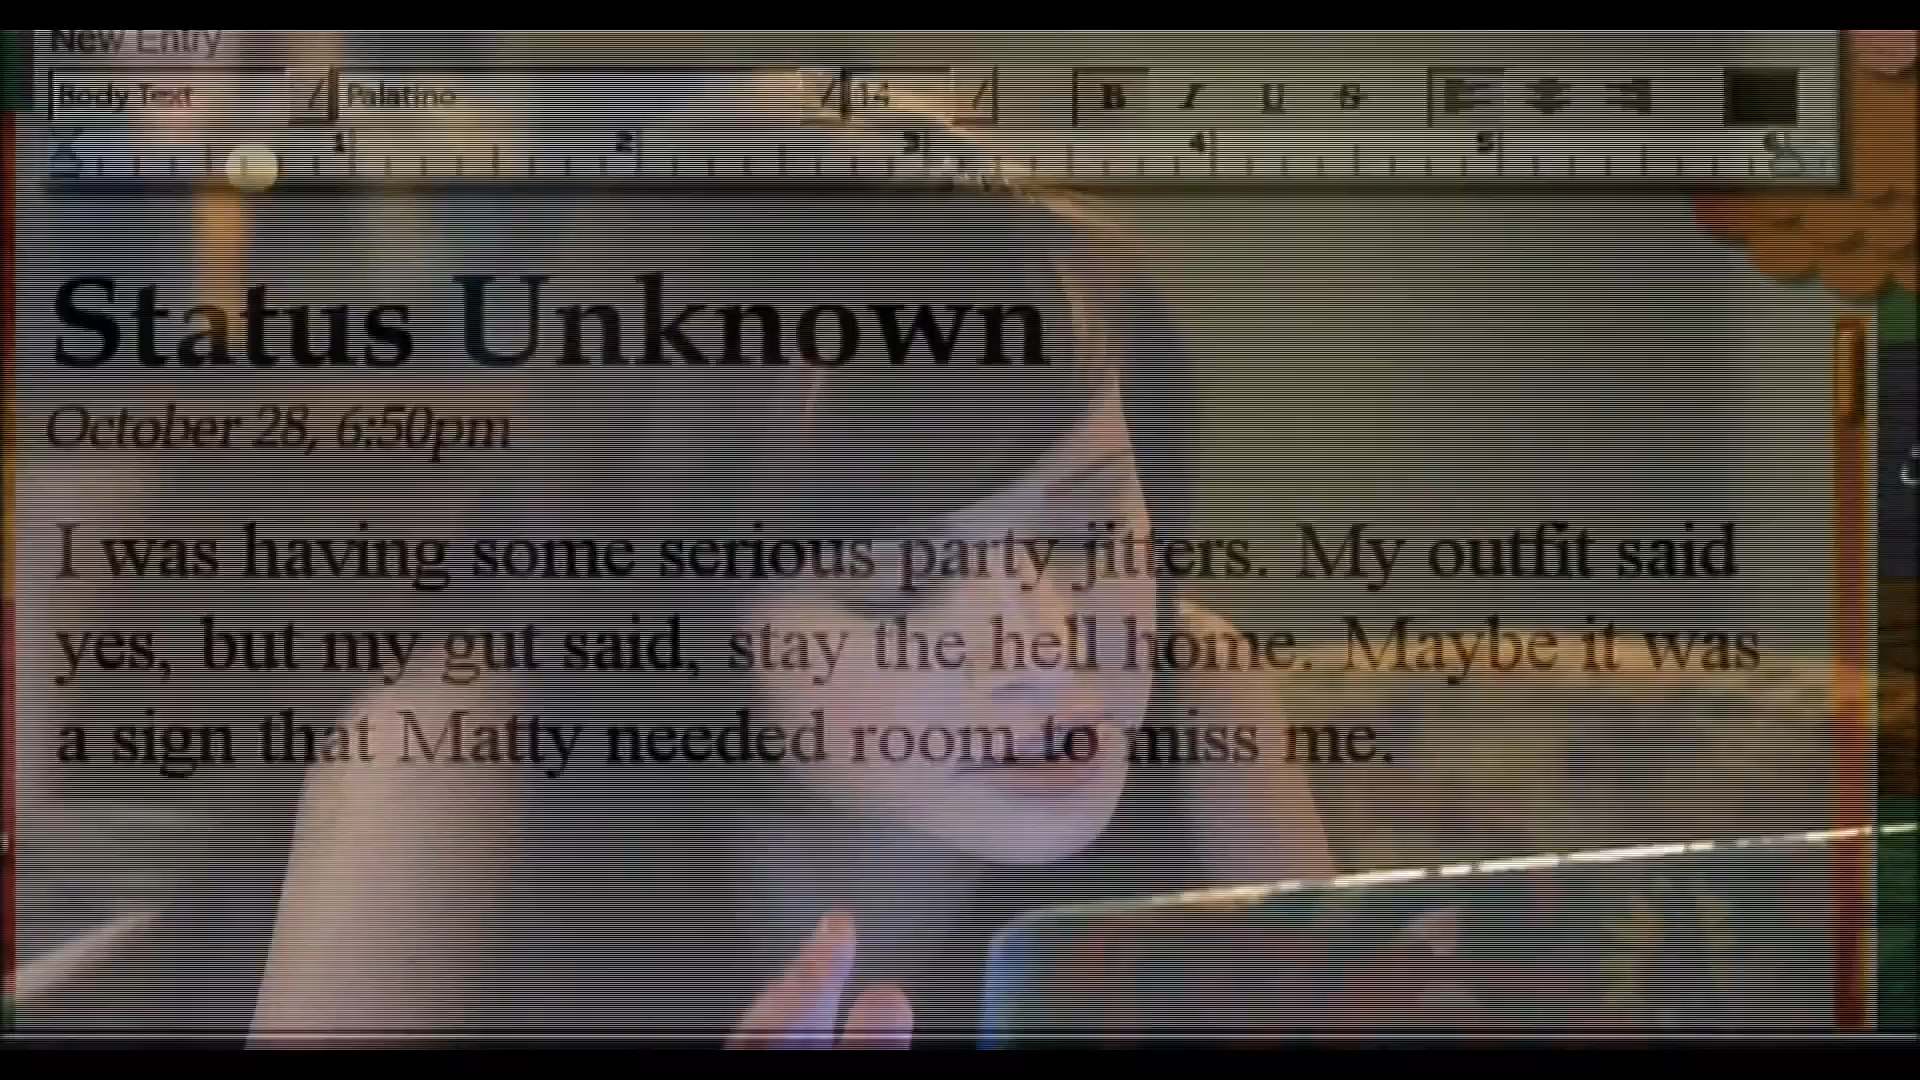 New Entry
Body Text Palatino 14 B I U S
1 2 3 4 5 6
Status Unknown
October 28, 6:50pm
I was having some serious party jitters. My outfit said
yes, but my gut said, stay the hell home. Maybe it was
a sign that Matty needed room to miss me.